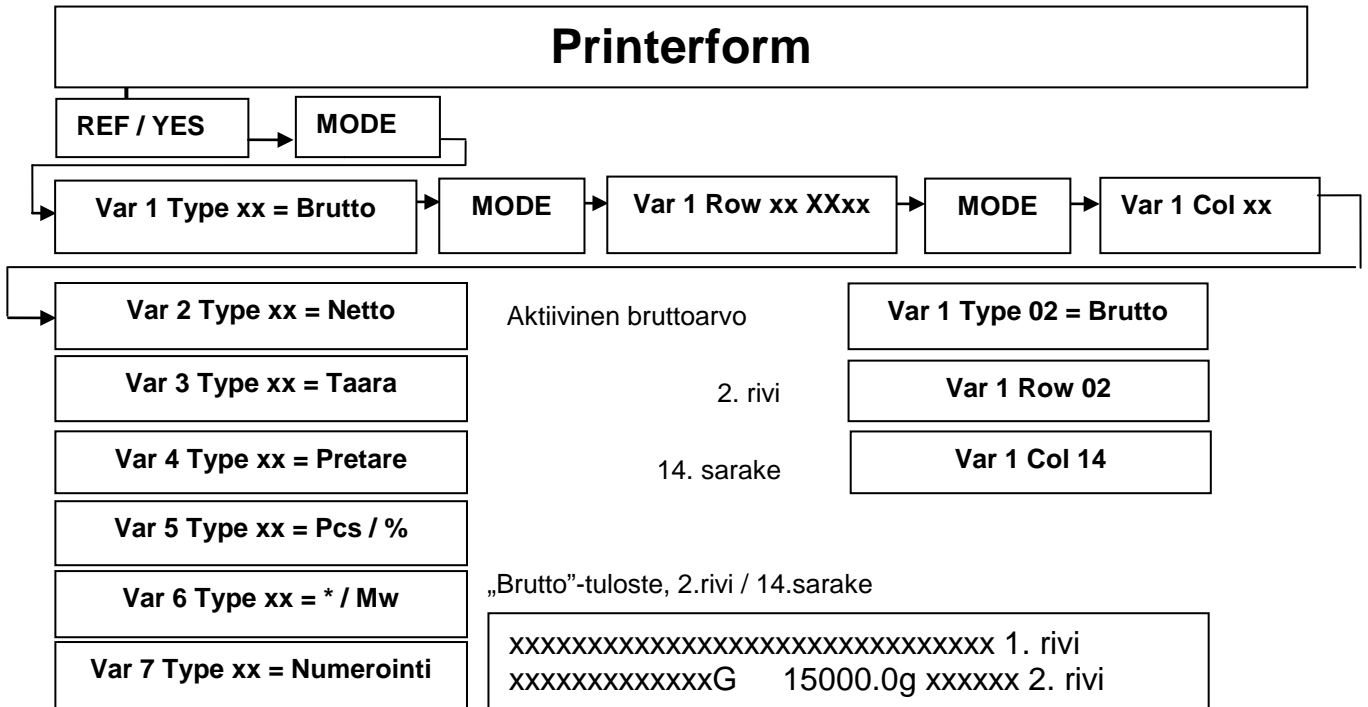 Printerform
REF / YES
MODE
Var 1 Type xx = Brutto
MODE
Var 1 Row xx XXxx
MODE
Var 1 Col xx
Var 2 Type xx = Netto
Aktiivinen bruttoarvo
Var 1 Type 02 = Brutto
Var 3 Type xx = Taara
2. rivi
Var 1 Row 02
Var 4 Type xx = Pretare
14. sarake
Var 1 Col 14
Var 5 Type xx = Pcs / %
Var 6 Type xx = * / Mw
„Brutto”-tuloste, 2.rivi / 14.sarake
Var 7 Type xx = Numerointi
xxxxxxxxxxxxxxxxxxxxxxxxxxxxxxx 1. rivi
xxxxxxxxxxxxxG 15000.0g xxxxxx 2. rivi